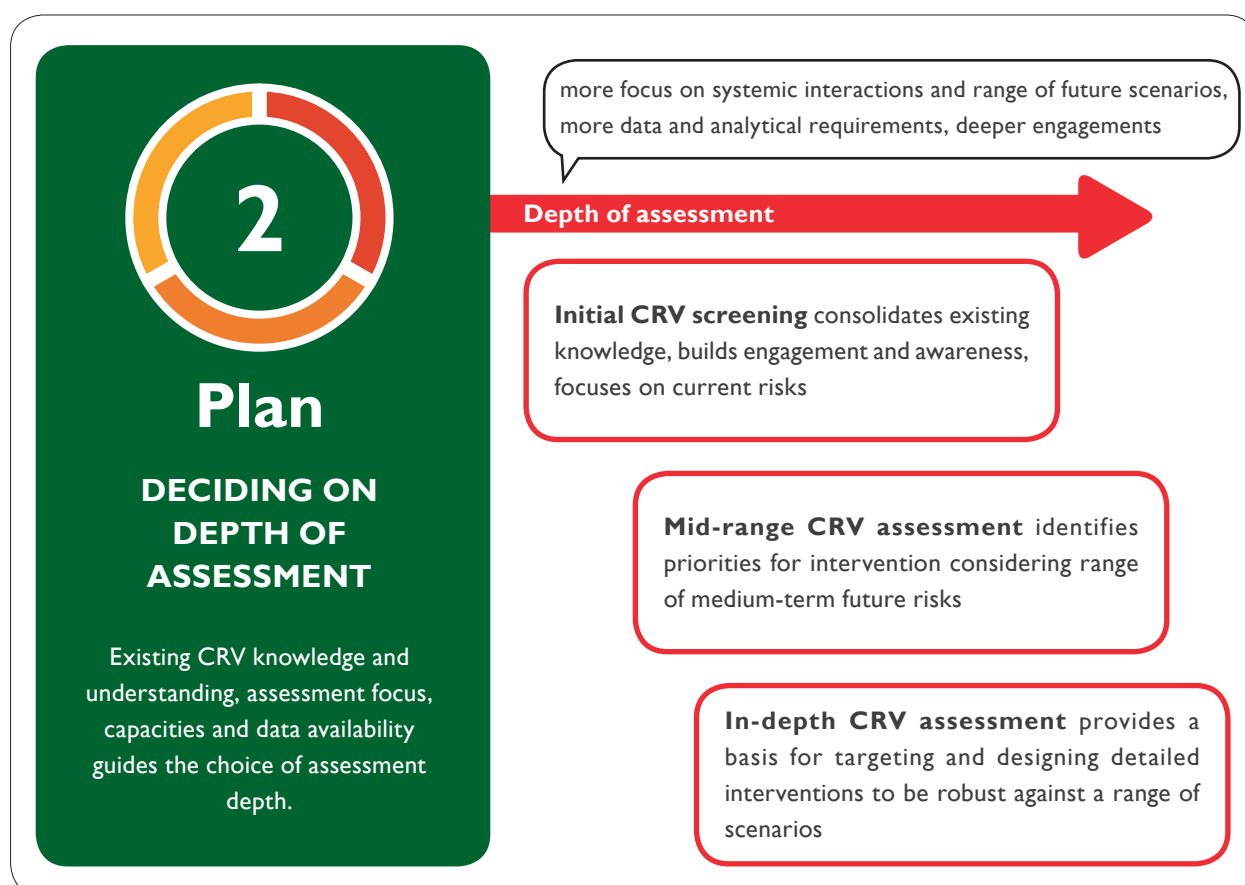 2
Plan
DECIDING ON
DEPTH OF
ASSESSMENT
Existing CRV knowledge and
understanding, assessment focus,
capacities and data availability
guides the choice of assessment
depth.
more focus on systemic interactions and range of future scenarios,
more data and analytical requirements, deeper engagements
Depth of assessment
Initial CRV screening consolidates existing
knowledge, builds engagement and awareness,
focuses on current risks
Mid-range CRV assessment identifies
priorities for intervention considering range
of medium-term future risks
In-depth CRV assessment provides a
basis for targeting and designing detailed
interventions to be robust against a range of
scenarios